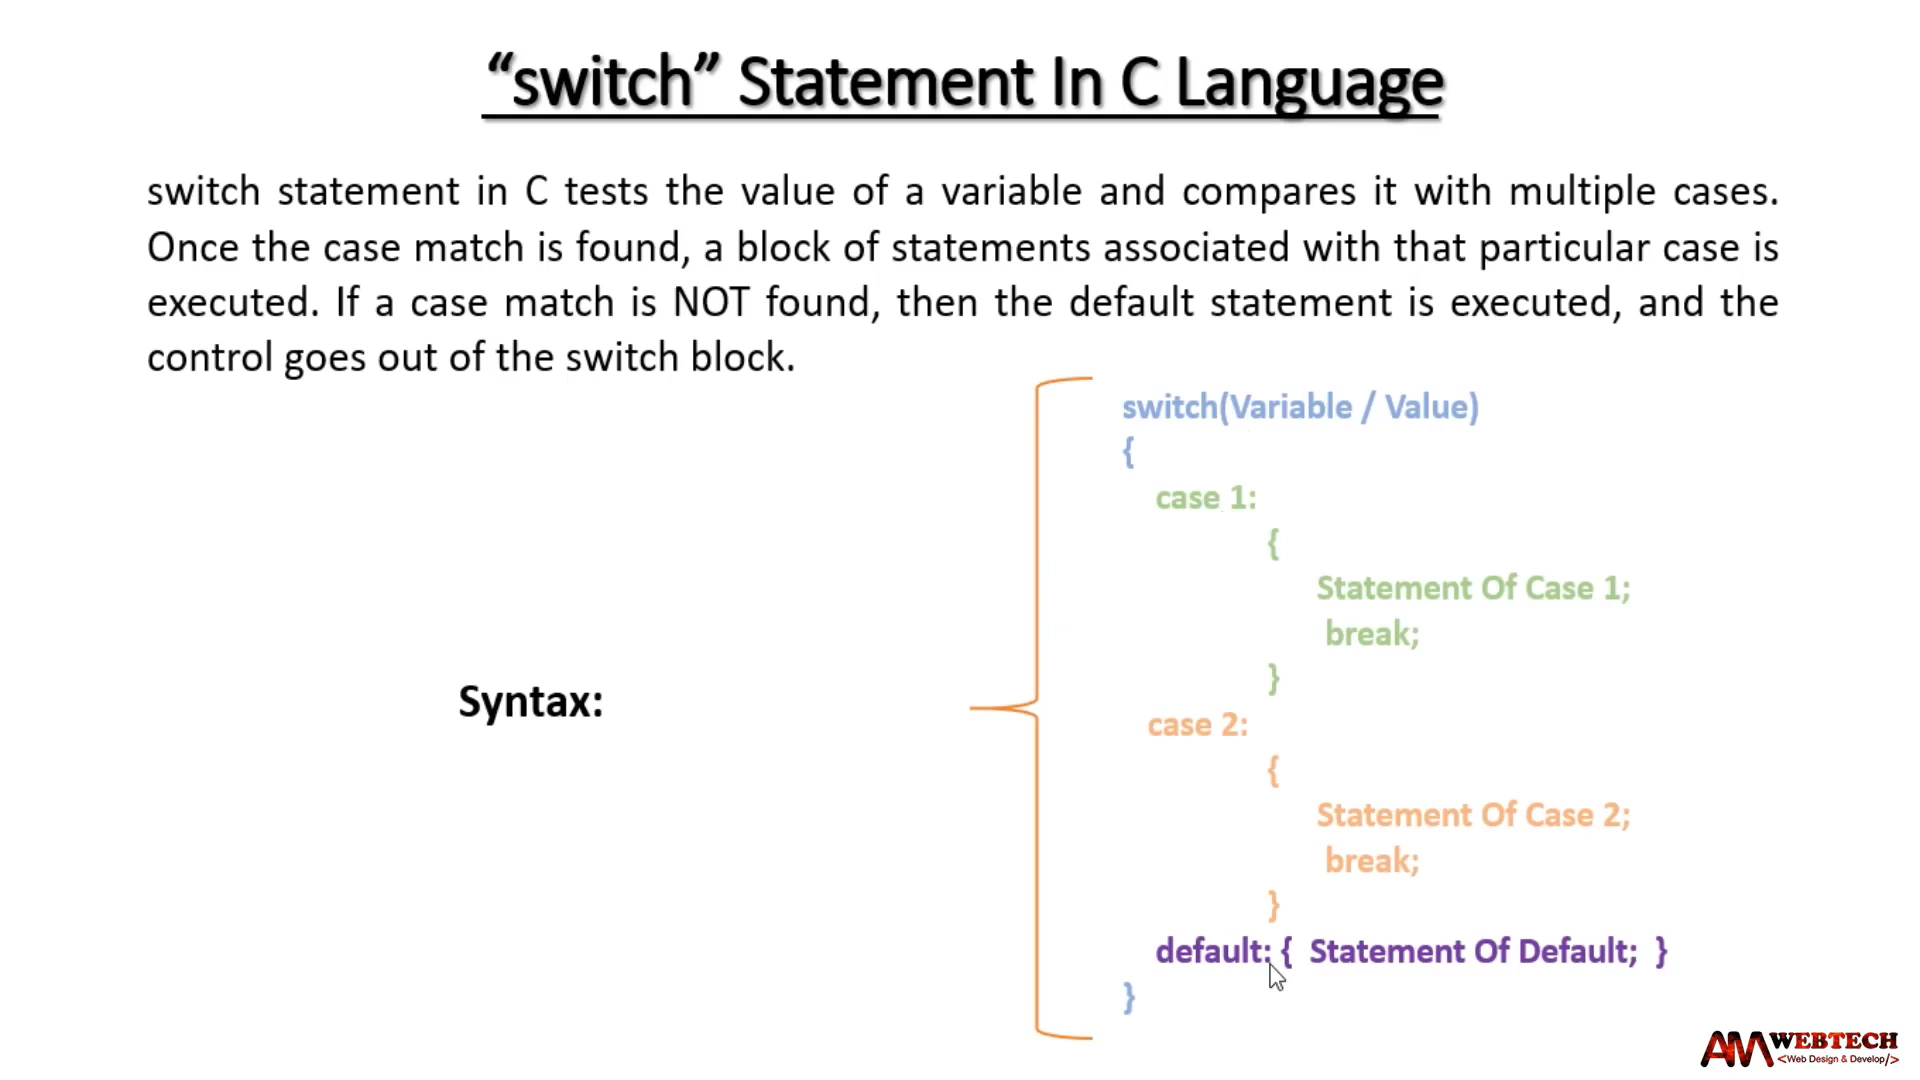 “switch” Statement In C Language
switch statement in C tests the value of a variable and compares it with multiple cases.
Once the case match is found, a block of statements associated with that particular case is
executed. If a case match is NOT found, then the default statement is executed, and the
control goes out of the switch block.
Syntax:
switch(Variable / Value)
{
case 1:
{
Statement Of Case 1;
break;
}
case 2:
{
Statement Of Case 2;
break;
}
default: { Statement Of Default; }
}
AM WEBTECH
<Web Design & Develop/>